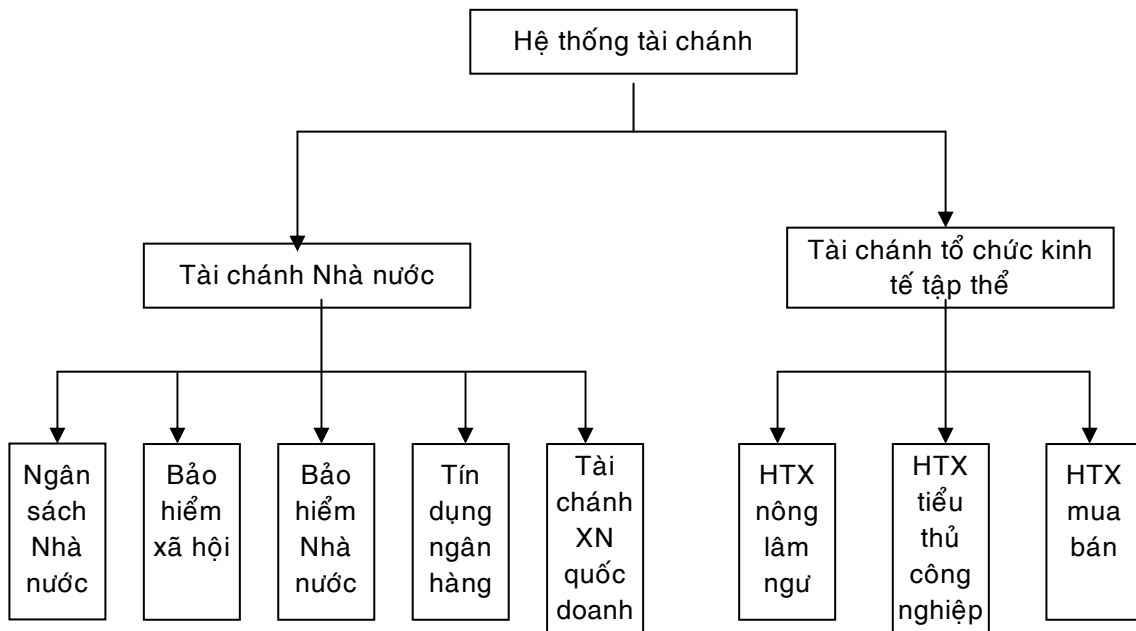 Hệ thống tài chánh
Tài chánh Nhà nước
Tài chánh tổ chức kinh
tế tập thể
Ngân
sách
Nhà
nước
Bảo
hiểm
xã hội
Bảo
hiểm
Nhà
nước
Tín
dụng
ngân
hàng
Tài
chánh
XN
quốc
doanh
HTX
nông
lâm
ngư
HTX
tiểu
thủ
công
nghiệp
HTX
mua
bán